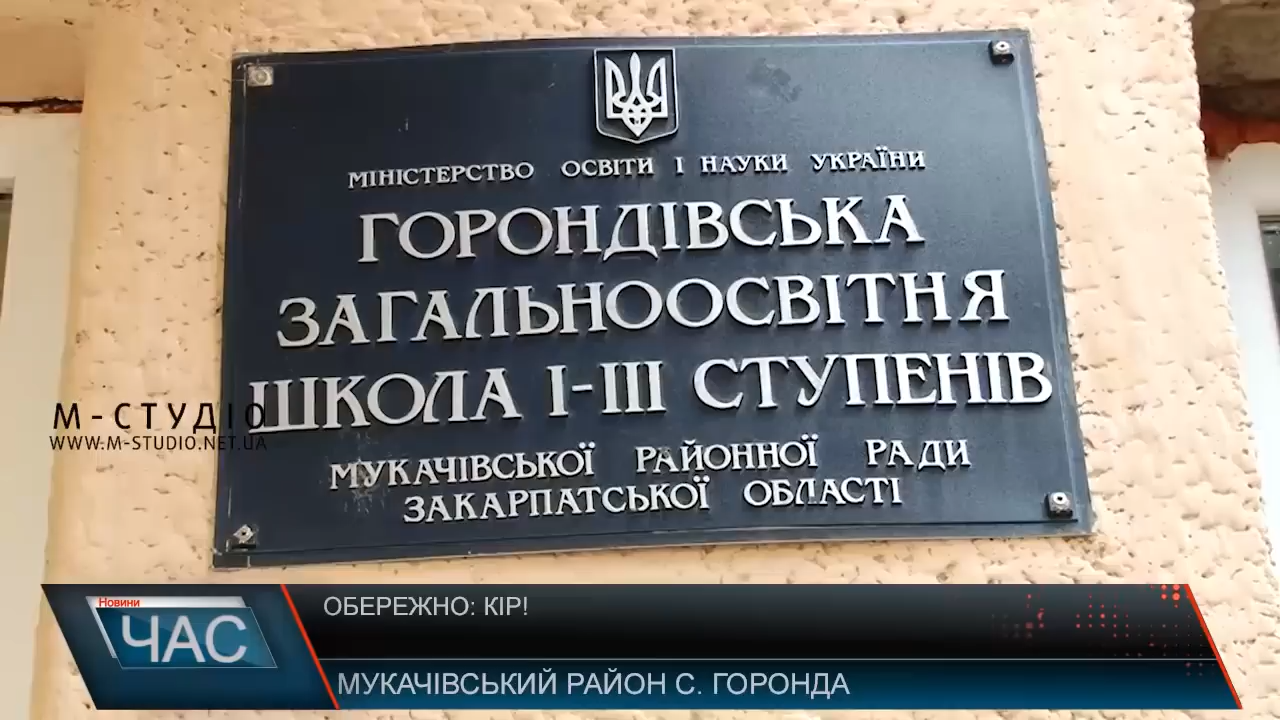 МІНІСТЕРСТВО ОСВІТИ І НАУКИ УКРАЇНИ
ГОРОНДІВСЬКА
ЗАГАЛЬНООСВІТНЯ
ШКОЛА І-ІІІ СТУПЕНІВ
МУКАЧІВСЬКОЇ РАЙОННОЇ РАДИ
ЗАКАРПАТСЬКОЇ ОБЛАСТІ
М-СТУДІО
WWW.M-STUDIO.NET.UA
Новини
ЧАС
ОБЕРЕЖНО: КІР!
МУКАЧІВСЬКИЙ РАЙОН С. ГОРОНДА